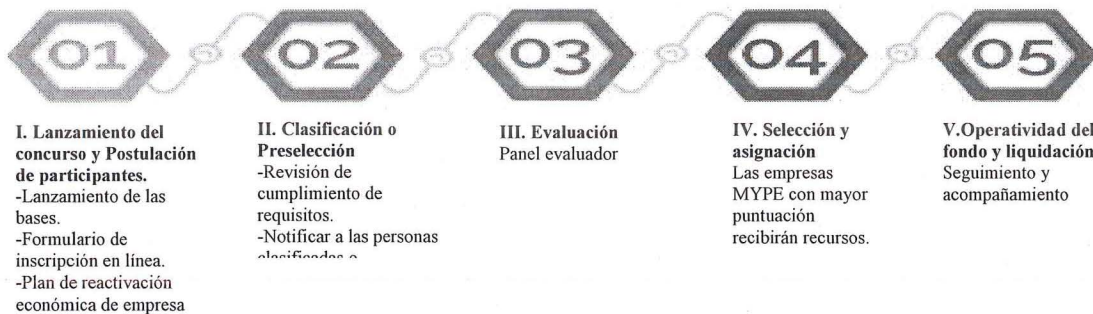 01
02
03
04
05
I. Lanzamiento del
concurso y Postulación
de participantes.
-Lanzamiento de las
bases.
-Formulario de
inscripción en línea.
-Plan de reactivación
económica de empresa
II. Clasificación o
Preselección
-Revisión de
cumplimiento de
requisitos.
-Notificar a las personas
clasificadas o
III. Evaluación
Panel evaluador
IV. Selección y
asignación
Las empresas
MYPE con mayor
puntuación
recibirán recursos.
V.Operatividad del
fondo y liquidación
Seguimiento y
acompañamiento